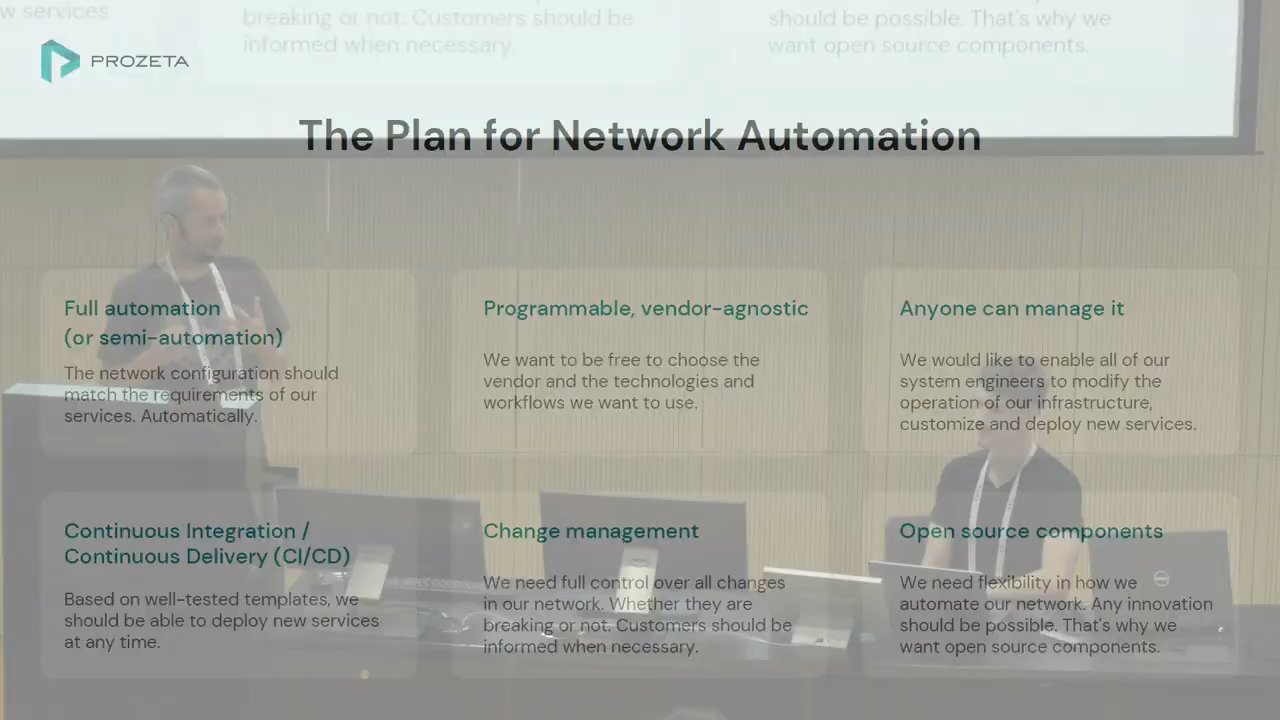 w services
breaking or not. Customers should be
informed when necessary.
should be possible. That's why we
want open source components.
PROZETA
The Plan for Network Automation
Full automation
(or semi-automation)
The network configuration should
match the requirements of our
services. Automatically.
Programmable, vendor-agnostic
We want to be free to choose the
vendor and the technologies and
workflows we want to use.
Anyone can manage it
We would like to enable all of our
system engineers to modify the
operation of our infrastructure,
customize and deploy new services.
Continuous Integration /
Continuous Delivery (CI/CD)
Based on well-tested templates, we
should be able to deploy new services
at any time.
Change management
We need full control over all changes
in our network. Whether they are
breaking or not. Customers should be
informed when necessary.
Open source components
We need flexibility in how we
automate our network. Any innovation
should be possible. That's why we
want open source components.